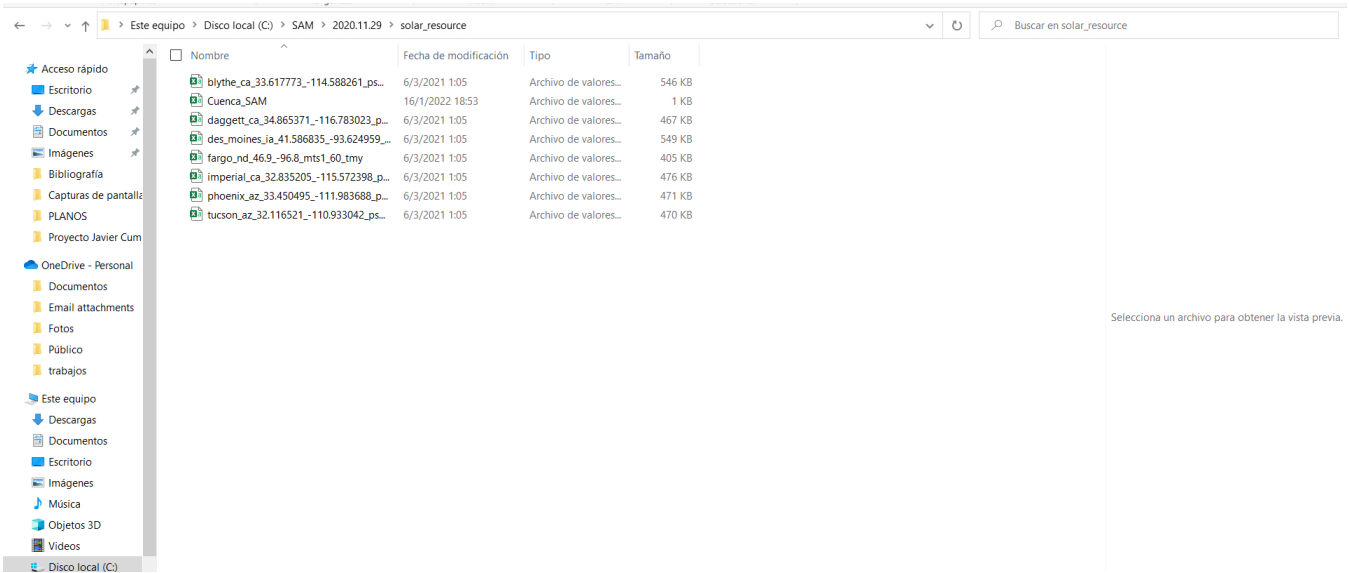 Este equipo > Disco local (C:) > SAM > 2020.11.29 > solar_resource
Buscar en solar_resource
Acceso rápido
Escritorio
Descargas
Documentos
Imágenes
Bibliografía
Capturas de pantalla
PLANOS
Proyecto Javier Cum
OneDrive - Personal
Documentos
Email attachments
Fotos
Público
trabajos
Este equipo
Descargas
Documentos
Escritorio
Imágenes
Música
Objetos 3D
Videos
Disco local (C:)
Nombre Fecha de modificación Tipo Tamaño
blythe_ca_33.617773_-114.588261_ps... 6/3/2021 1:05 Archivo de valores... 546 KB
Cuenca_SAM 16/1/2022 18:53 Archivo de valores... 1 KB
daggett_ca_34.865371_-116.783023_p... 6/3/2021 1:05 Archivo de valores... 467 KB
des_moines_ia_41.586835_-93.624959_... 6/3/2021 1:05 Archivo de valores... 549 KB
fargo_nd_46.9_-96.8_mts1_60_tmy 6/3/2021 1:05 Archivo de valores... 405 KB
imperial_ca_32.835205_-115.572398_p... 6/3/2021 1:05 Archivo de valores... 476 KB
phoenix_az_33.450495_-111.983688_p... 6/3/2021 1:05 Archivo de valores... 471 KB
tucson_az_32.116521_-110.933042_ps... 6/3/2021 1:05 Archivo de valores... 470 KB
Selecciona un archivo para obtener la vista previa.